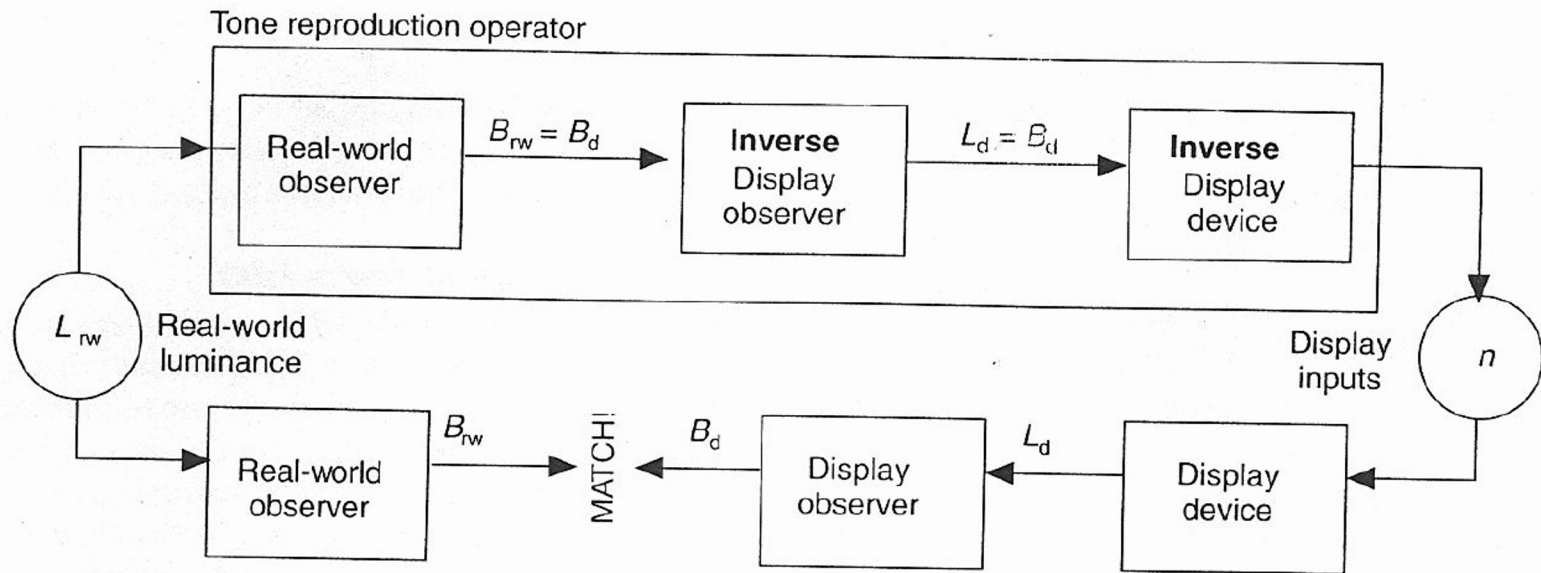 Tone reproduction operator
Real-world
observer
B_rw = B_d
Inverse
Display
observer
L_d = B_d
Inverse
Display
device
L_rw
Real-world
luminance
Display
inputs
n
Real-world
observer
B_rw
MATCH!
B_d
Display
observer
L_d
Display
device